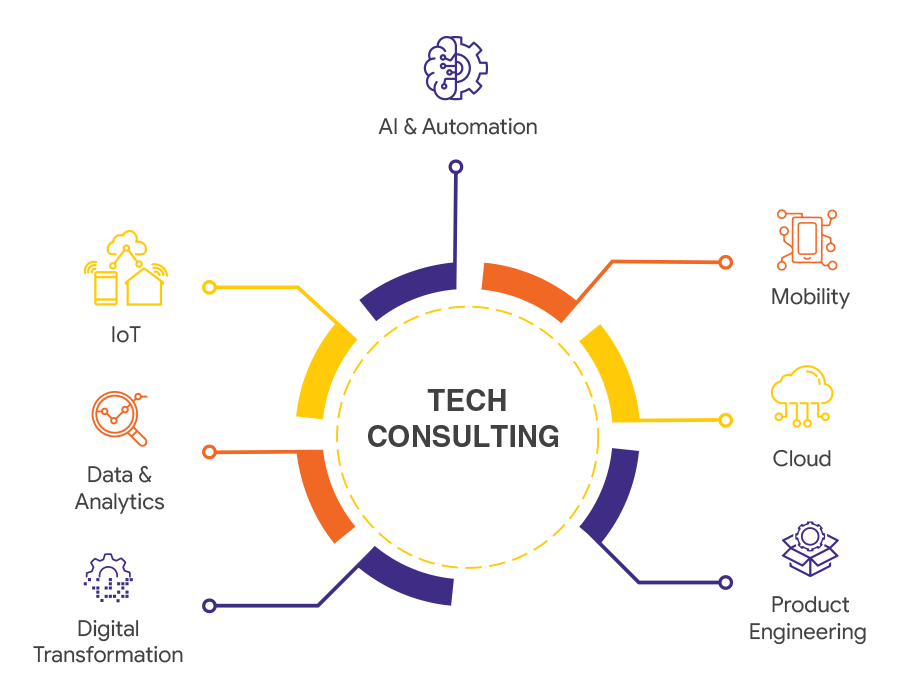 AI & Automation
IoT
Mobility
TECH
CONSULTING
Data &
Analytics
Cloud
Digital
Transformation
Product
Engineering